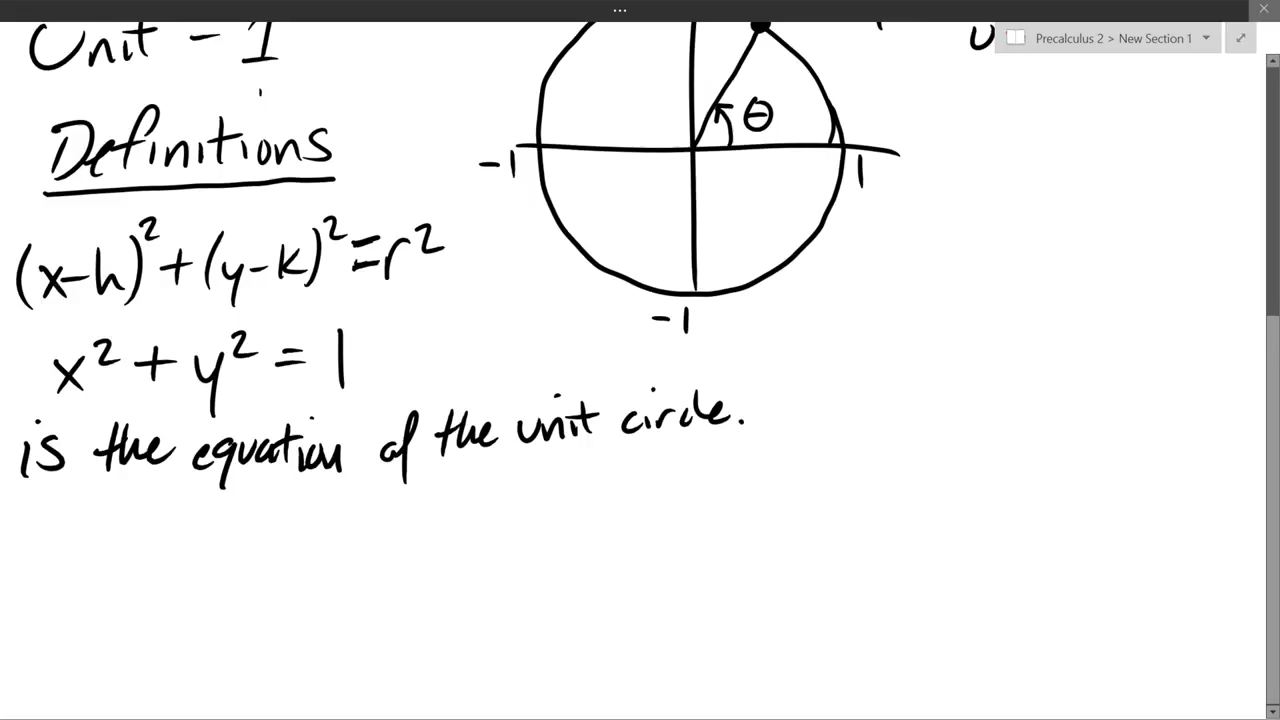 ...
Precalculus 2 > New Section 1
Unit - 1
Definitions
θ
-1
1
-1
(x-h)² + (y-k)² = r²
x² + y² = 1
is the equation of the unit circle.